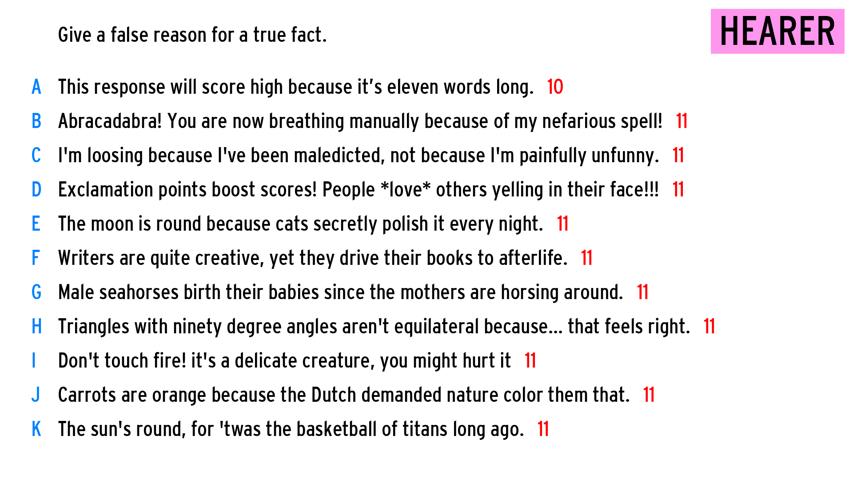 Give a false reason for a true fact.
HEARER
A This response will score high because it’s eleven words long. 10
B Abracadabra! You are now breathing manually because of my nefarious spell! 11
C I'm loosing because I've been maledicted, not because I'm painfully unfunny. 11
D Exclamation points boost scores! People *love* others yelling in their face!!! 11
E The moon is round because cats secretly polish it every night. 11
F Writers are quite creative, yet they drive their books to afterlife. 11
G Male seahorses birth their babies since the mothers are horsing around. 11
H Triangles with ninety degree angles aren't equilateral because... that feels right. 11
I Don't touch fire! it's a delicate creature, you might hurt it 11
J Carrots are orange because the Dutch demanded nature color them that. 11
K The sun's round, for 'twas the basketball of titans long ago. 11